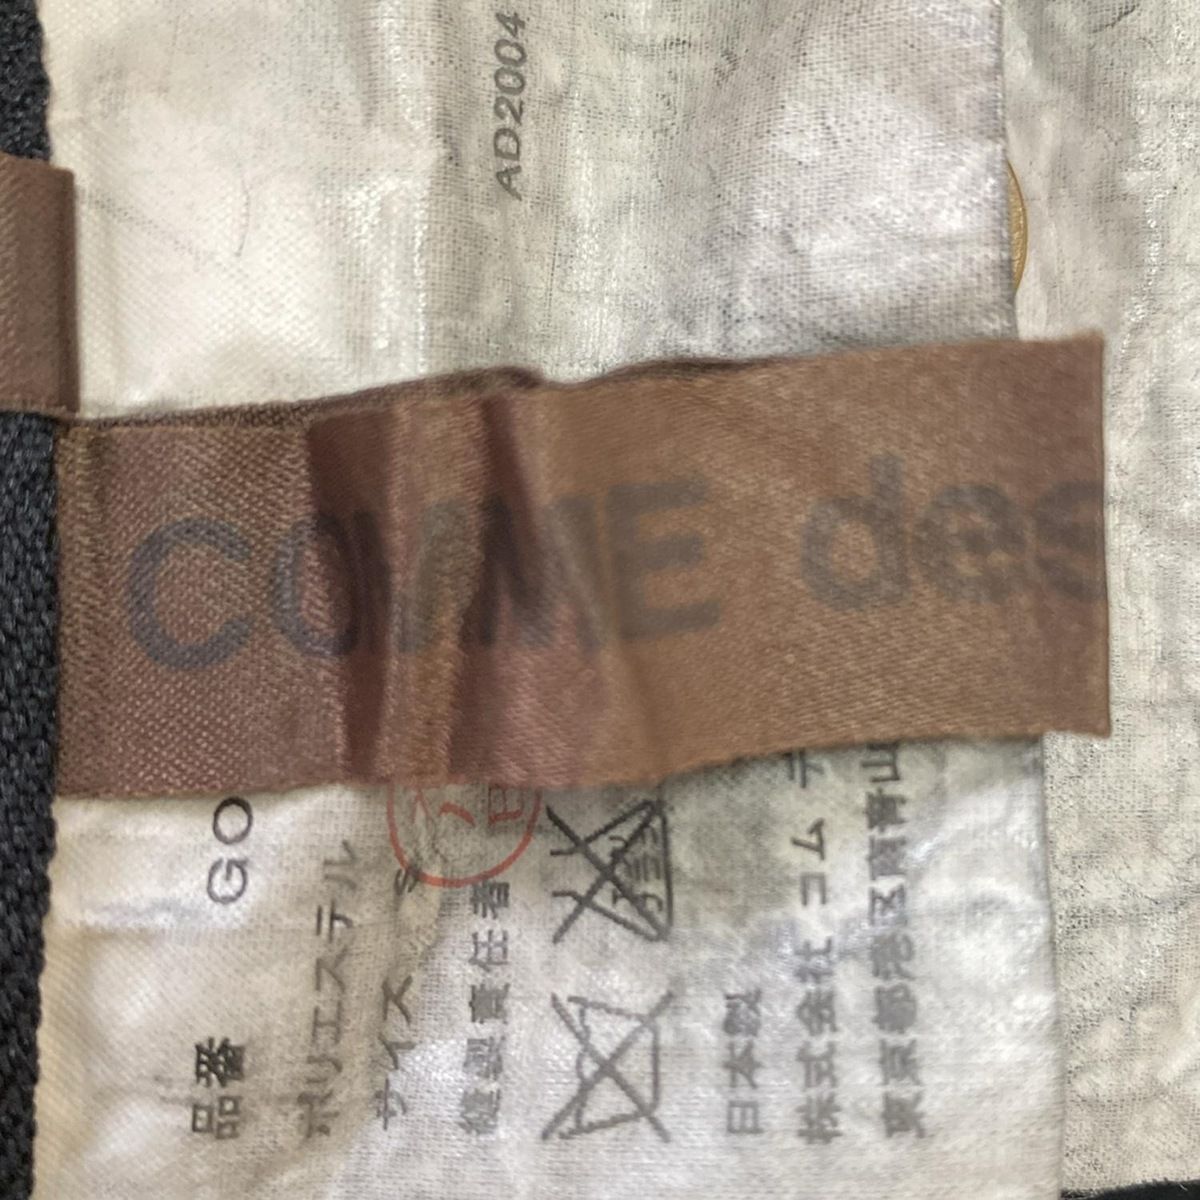 COMME des
品番 GO
ポリエステル
サイズ S
縫製責任者
日本製
株式会社 コム デ
東京都港区南青山
AD2004